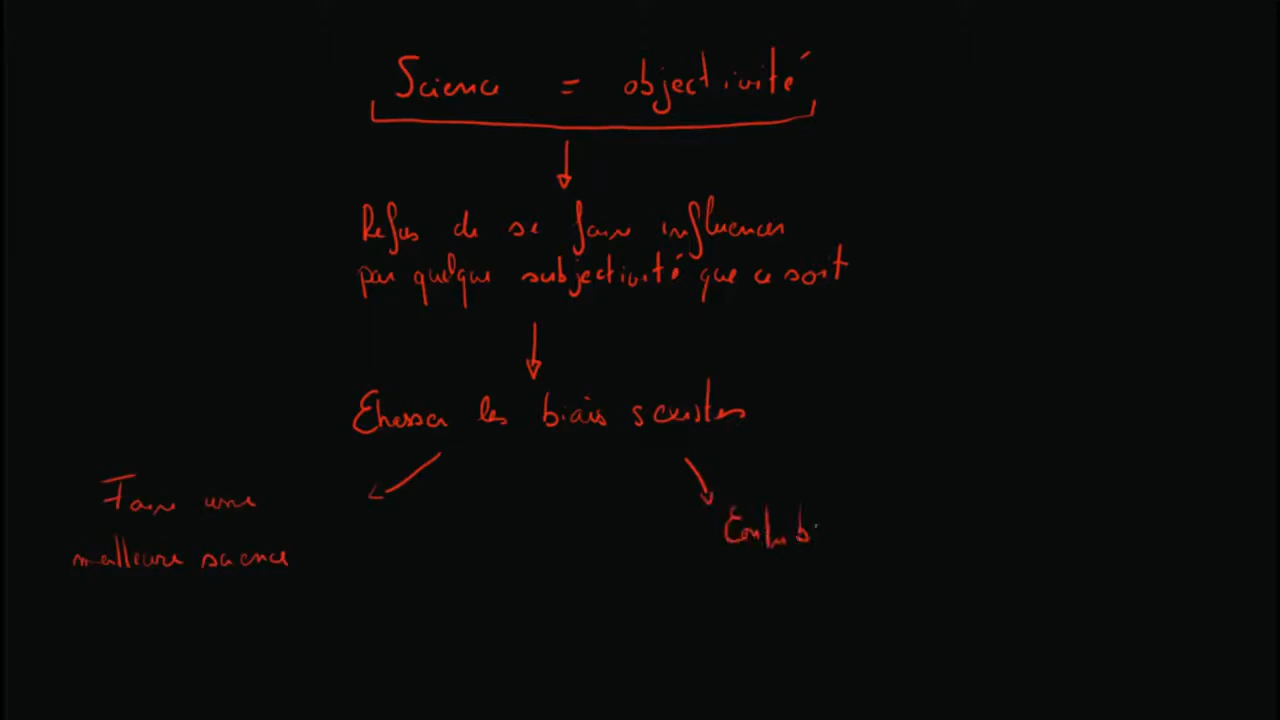 Science = objectivité
Refus de se faire influencer
par quelque subjectivité que ce soit
Chasser les biais sexistes
Faire une
meilleure science